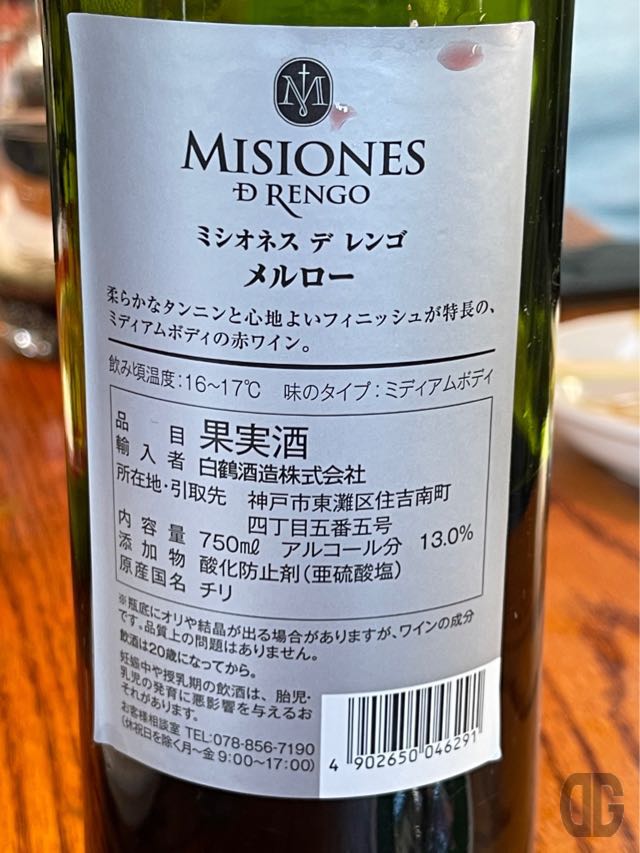 M
MISIONES
Đ RENGO
ミシオネス デ レンゴ
メルロー
柔らかなタンニンと心地よいフィニッシュが特長の、
ミディアムボディの赤ワイン。
飲み頃温度:16~17℃ 味のタイプ:ミディアムボディ
品目 果実酒
輸入者 白鶴酒造株式会社
所在地・引取先 神戸市東灘区住吉南町
四丁目五番五号
内容量 750mℓ アルコール分 13.0%
添加物 酸化防止剤(亜硫酸塩)
原産国名 チリ
※瓶底にオリや結晶が出る場合がありますが、ワインの成分
です。品質上の問題はありません。
飲酒は20歳になってから。
妊娠中や授乳期の飲酒は、胎児・
乳児の発育に悪影響を与えるお
それがあります。
お客様相談室 TEL:078-856-7190
(休祝日を除く月~金 9:00~17:00)
4 902650 046291
DG